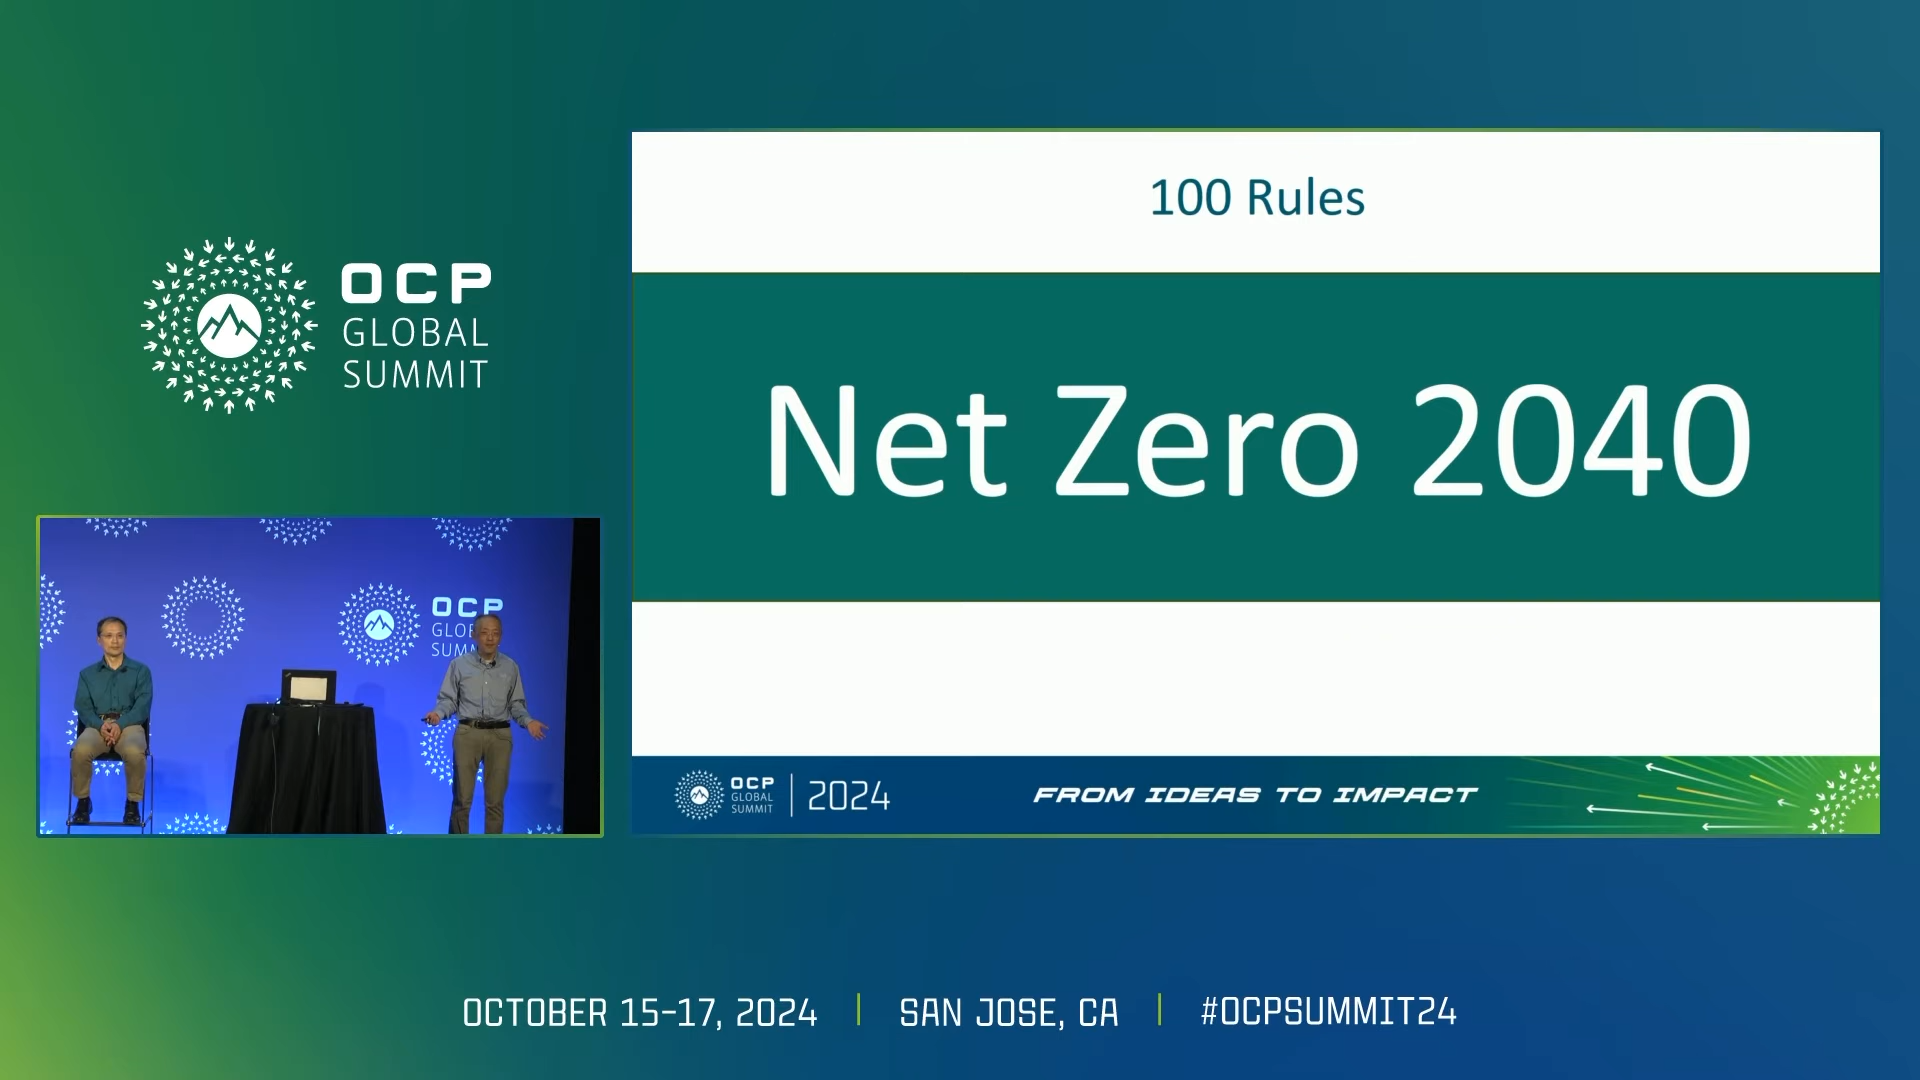 OCP
GLOBAL
SUMMIT
100 Rules
Net Zero 2040
OCP
GLOBAL
SUMMIT
2024
FROM IDEAS TO IMPACT
OCP
OCTOBER 15-17, 2024 | SAN JOSE, CA | #OCPSUMMIT24